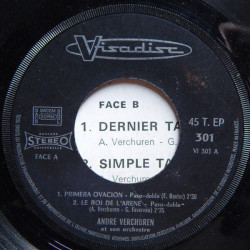 Visadisc
FACE B
45 T. EP
301
VI 301 A
1. DERNIER TA
A. Verchuren - G.
STEREO
FACE A
2. SIMPLE TA
1. PRIMERA OVACION - Paso-doble
2. LE ROI DE L'ARENE - Paso-doble
(A. Verchuren - G.
ANDRE VERCHUREN
et son orchestre